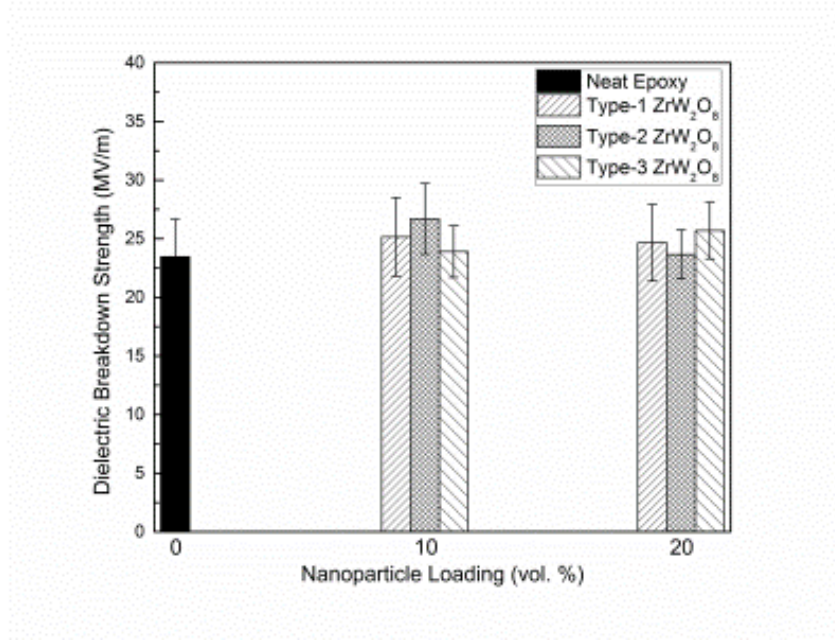 40
35
30
25
20
15
10
5
0
Dielectric Breakdown Strength (MV/m)
Neat Epoxy
Type-1 ZrW₂O₈
Type-2 ZrW₂O₈
Type-3 ZrW₂O₈
0 10 20
Nanoparticle Loading (vol. %)